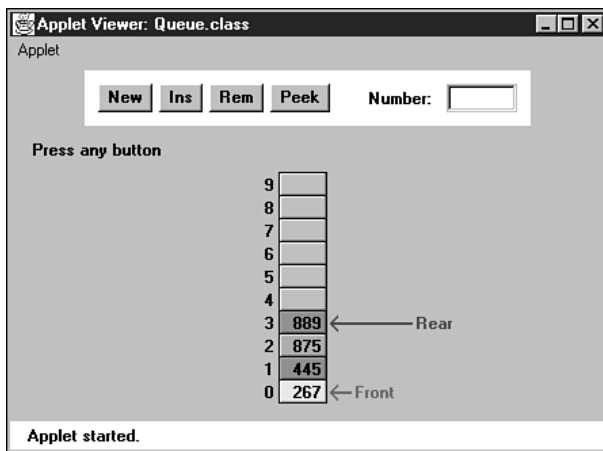 Applet Viewer: Queue.class
Applet
New Ins Rem Peek Number:
Press any button
9
8
7
6
5
4
3 889 Rear
2 875
1 445
0 267 Front
Applet started.